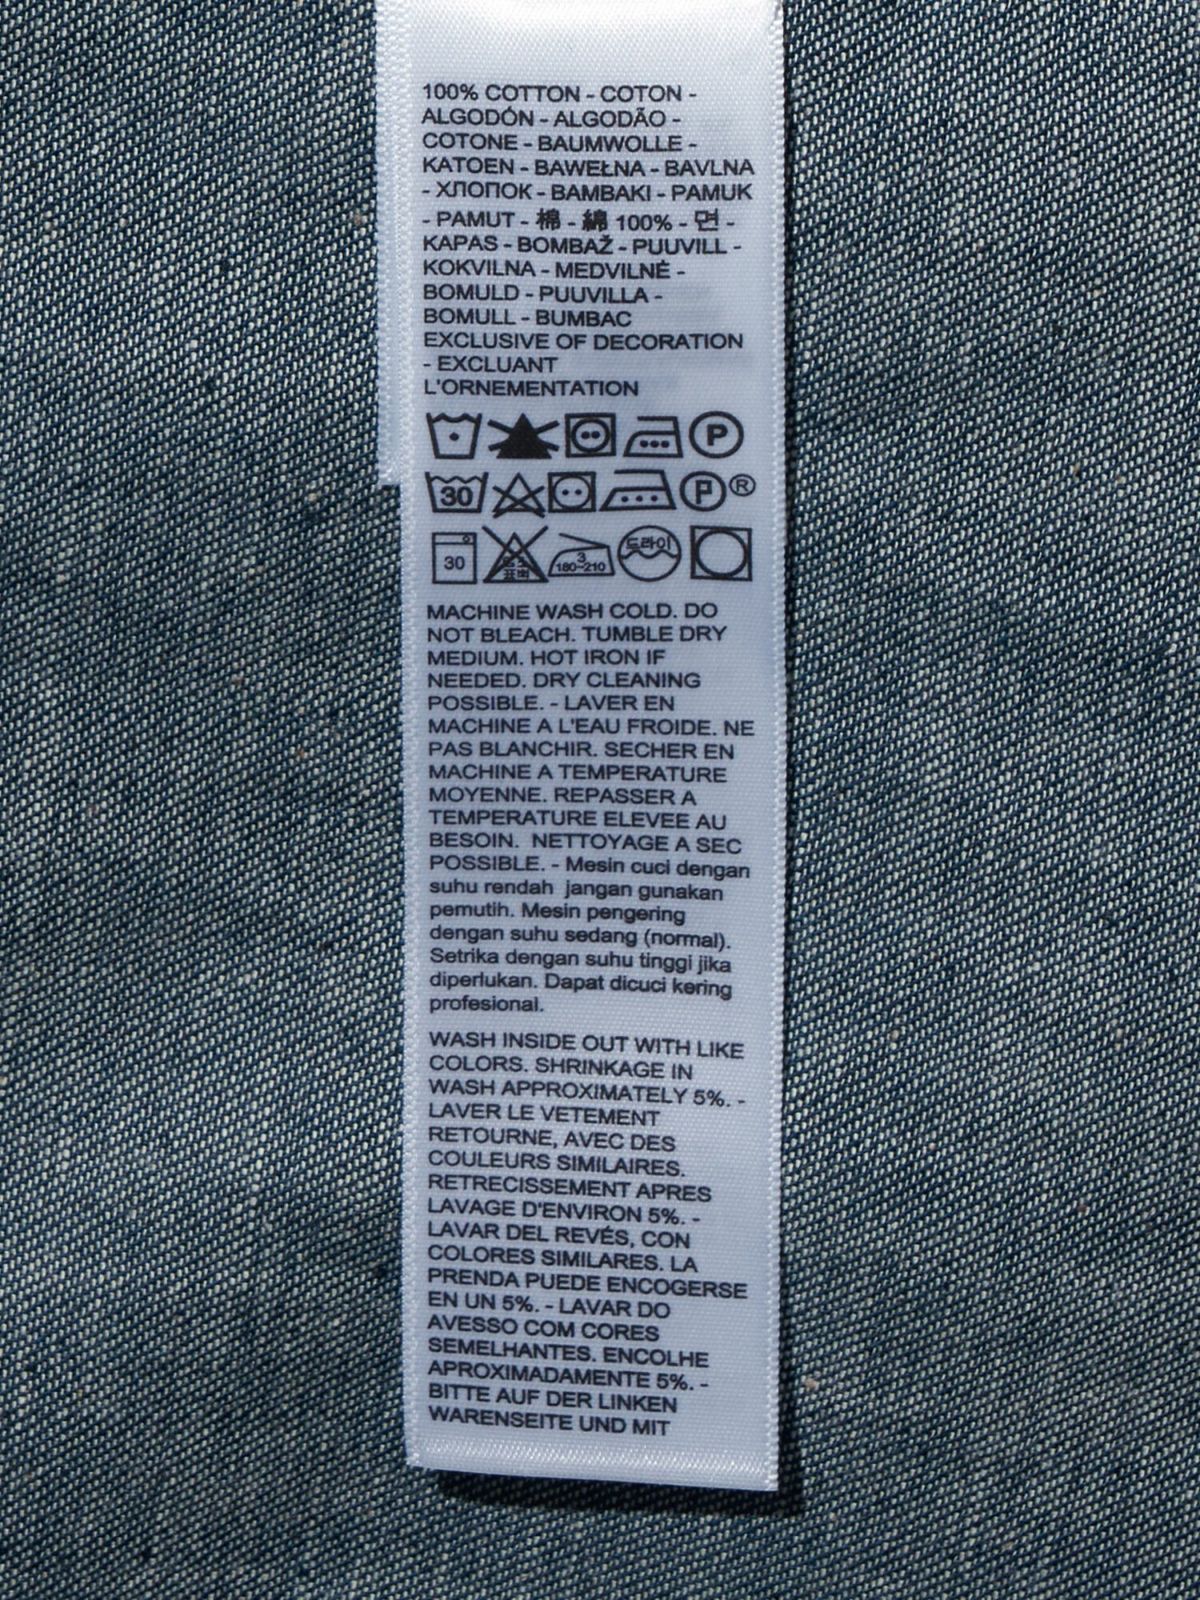 100% COTTON - COTON -
ALGODÓN - ALGODÃO -
COTONE - BAUMWOLLE -
KATOEN - BAWEŁNA - BAVLNA
- ХЛОПОК - BAMBAKI - PAMUK
- PAMUT - 棉 - 綿 100% - 면 -
KAPAS - BOMBAŽ - PUUVILL -
KOKVILNA - MEDVILNĖ -
BOMULD - PUUVILLA -
BOMULL - BUMBAC
EXCLUSIVE OF DECORATION
- EXCLUANT
L'ORNEMENTATION
P
30 P ®
30 3 180~210 드라이
MACHINE WASH COLD. DO
NOT BLEACH. TUMBLE DRY
MEDIUM. HOT IRON IF
NEEDED. DRY CLEANING
POSSIBLE. - LAVER EN
MACHINE A L'EAU FROIDE. NE
PAS BLANCHIR. SECHER EN
MACHINE A TEMPERATURE
MOYENNE. REPASSER A
TEMPERATURE ELEVEE AU
BESOIN. NETTOYAGE A SEC
POSSIBLE. - Mesin cuci dengan
suhu rendah jangan gunakan
pemutih. Mesin pengering
dengan suhu sedang (normal).
Setrika dengan suhu tinggi jika
diperlukan. Dapat dicuci kering
profesional.
WASH INSIDE OUT WITH LIKE
COLORS. SHRINKAGE IN
WASH APPROXIMATELY 5%. -
LAVER LE VETEMENT
RETOURNE, AVEC DES
COULEURS SIMILAIRES.
RETRECISSEMENT APRES
LAVAGE D'ENVIRON 5%. -
LAVAR DEL REVÉS, CON
COLORES SIMILARES. LA
PRENDA PUEDE ENCOGERSE
EN UN 5%. - LAVAR DO
AVESSO COM CORES
SEMELHANTES. ENCOLHE
APROXIMADAMENTE 5%. -
BITTE AUF DER LINKEN
WARENSEITE UND MIT